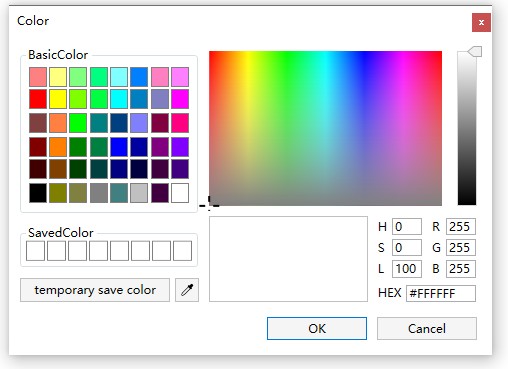 Color
x
BasicColor
SavedColor
temporary save color
H 0 R 255
S 0 G 255
L 100 B 255
HEX #FFFFFF
OK Cancel